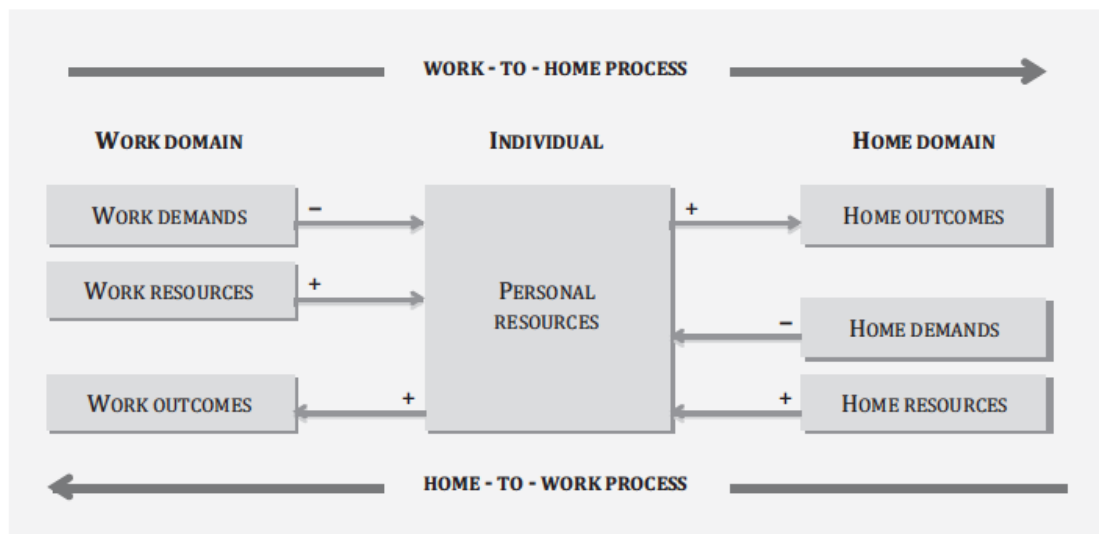 WORK - TO - HOME PROCESS
WORK DOMAIN
INDIVIDUAL
HOME DOMAIN
WORK DEMANDS
–
+
HOME OUTCOMES
WORK RESOURCES
+
PERSONAL
RESOURCES
–
HOME DEMANDS
WORK OUTCOMES
+
+
HOME RESOURCES
HOME - TO - WORK PROCESS